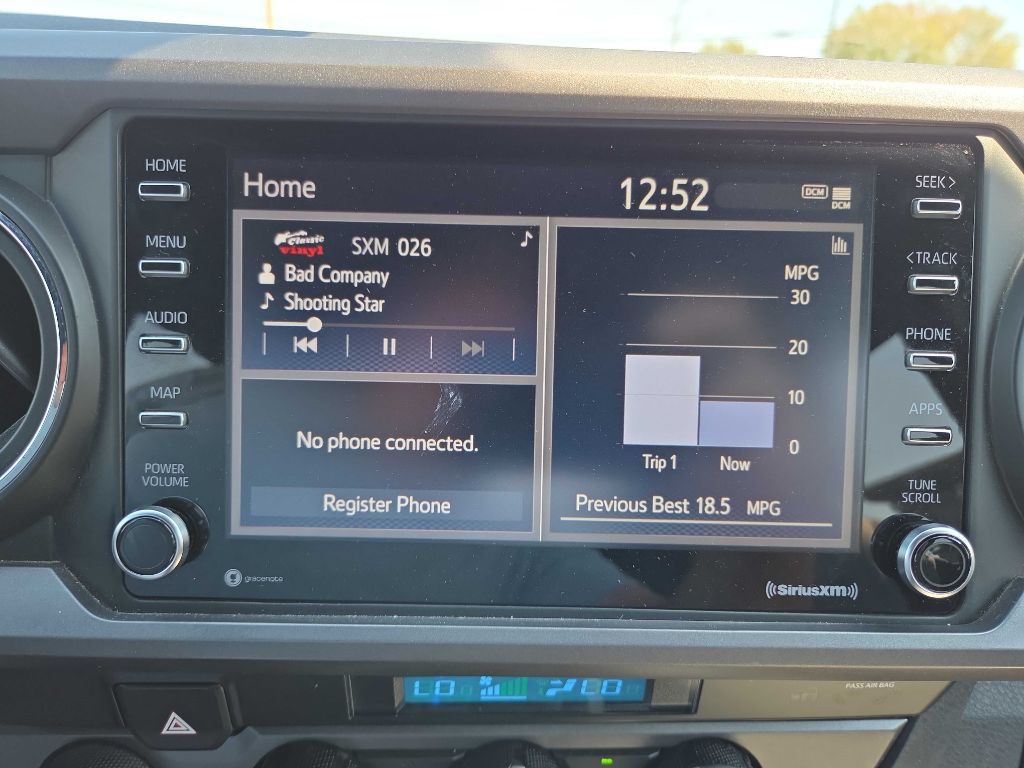 HOME
MENU
AUDIO
MAP
POWER
VOLUME
Home
12:52
DCM
DCM
Classic
vinyl
SXM 026
Bad Company
Shooting Star
No phone connected.
Register Phone
MPG
30
20
10
0
Trip 1
Now
Previous Best 18.5 MPG
SEEK>
<TRACK
PHONE
APPS
TUNE
SCROLL
gracenote
((SiriusXM))
LO
LO
PASS AIR BAG